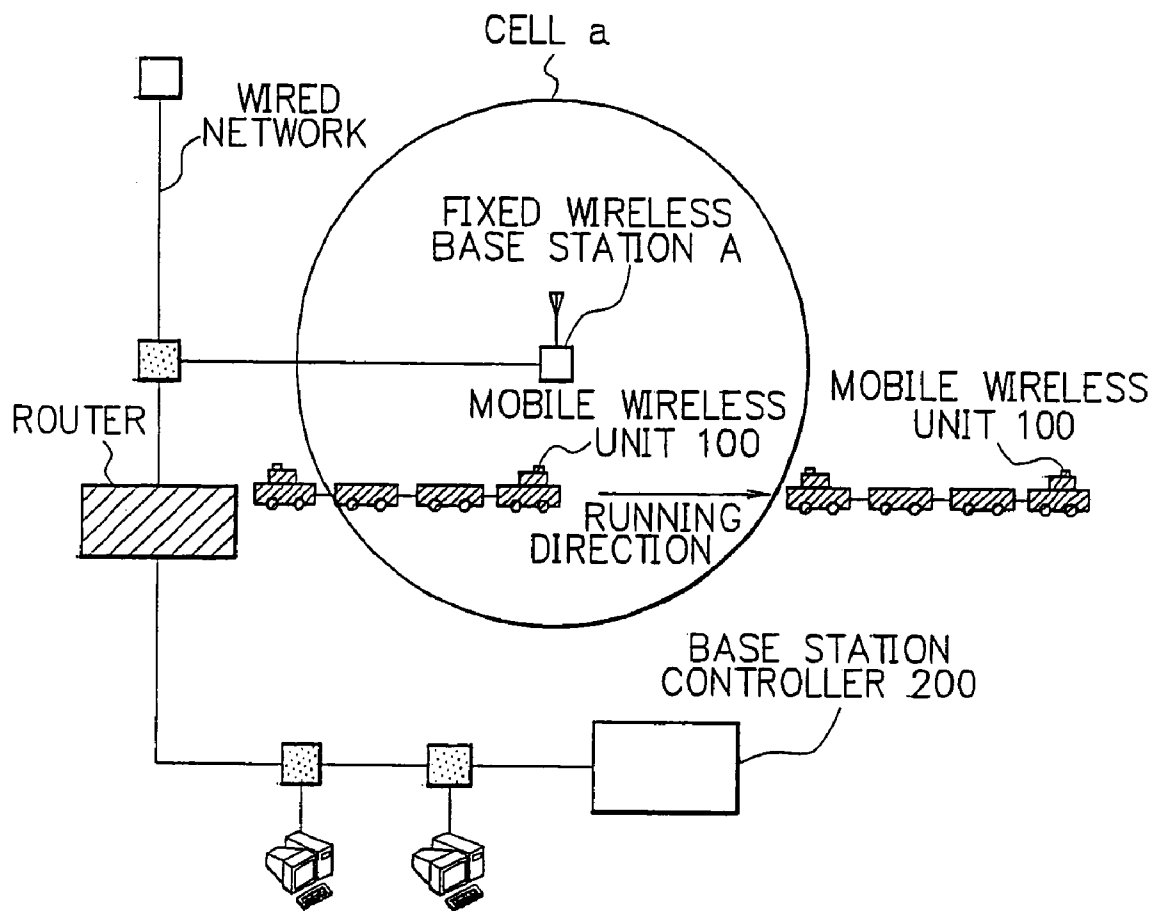 CELL a
WIRED
NETWORK
FIXED WIRELESS
BASE STATION A
MOBILE WIRELESS
UNIT 100
MOBILE WIRELESS
UNIT 100
ROUTER
RUNNING
DIRECTION
BASE STATION
CONTROLLER 200